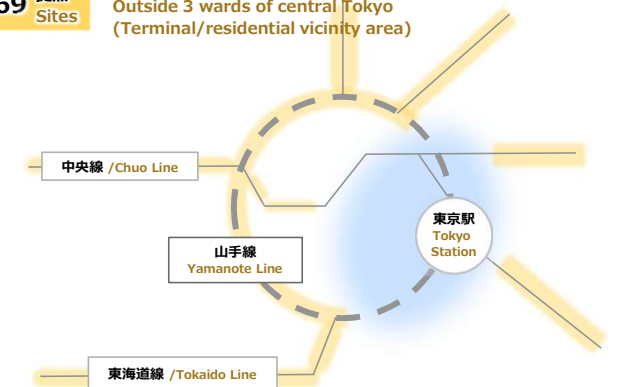 69
Sites
Outside 3 wards of central Tokyo
(Terminal/residential vicinity area)
中央線 /Chuo Line
東京駅
Tokyo
Station
山手線
Yamanote Line
東海道線 /Tokaido Line